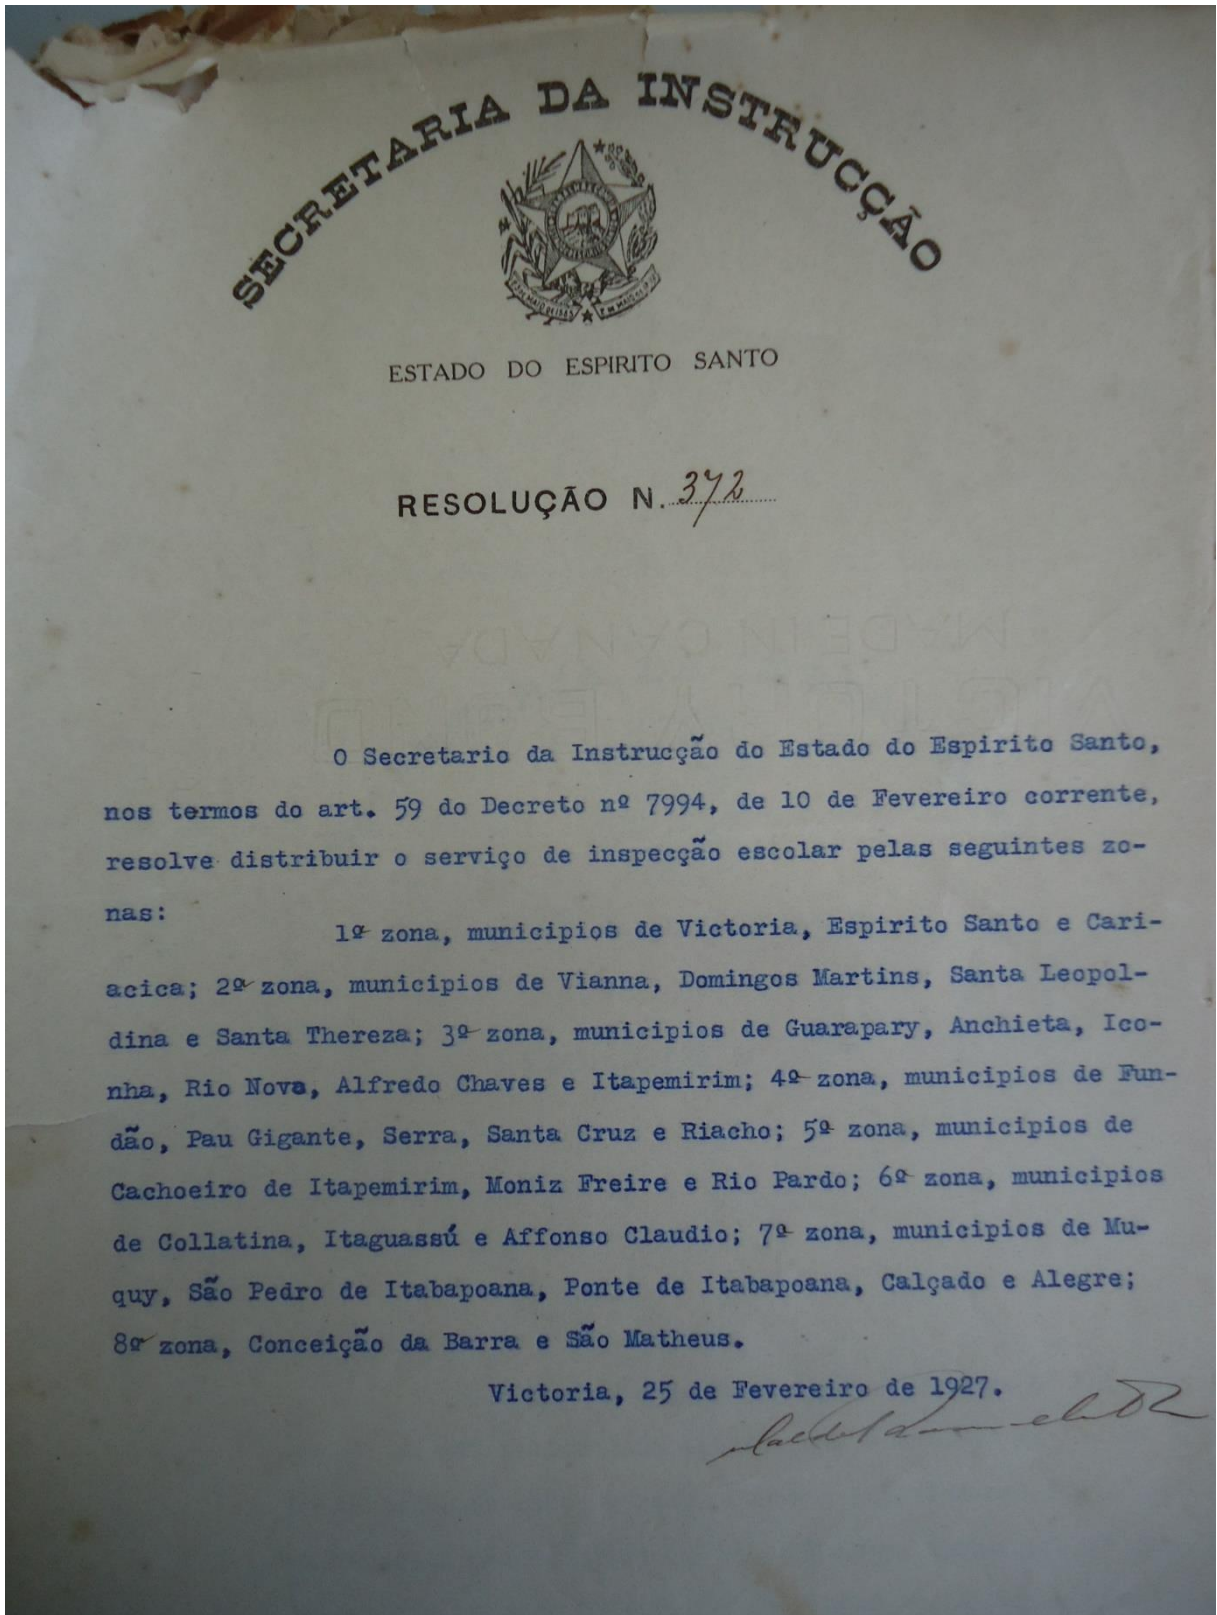 SECRETARIA DA INSTRUCÇÃO
ESTADO DO ESPIRITO SANTO
RESOLUÇÃO N. 372
MADE IN CANADA
O Secretario da Instrucção do Estado do Espirito Santo,
nos termos do art. 59 do Decreto nº 7994, de 10 de Fevereiro corrente,
resolve distribuir o serviço de inspecção escolar pelas seguintes zo-
nas:
1ª zona, municipios de Victoria, Espirito Santo e Cari-
acica; 2ª zona, municipios de Vianna, Domingos Martins, Santa Leopol-
dina e Santa Thereza; 3ª zona, municipios de Guarapary, Anchieta, Ico-
nha, Rio Novo, Alfredo Chaves e Itapemirim; 4ª zona, municipios de Fun-
dão, Pau Gigante, Serra, Santa Cruz e Riacho; 5ª zona, municipios de
Cachoeiro de Itapemirim, Moniz Freire e Rio Pardo; 6ª zona, municipios
de Collatina, Itaguassú e Affonso Claudio; 7ª zona, municipios de Mu-
quy, São Pedro de Itabapoana, Ponte de Itabapoana, Calçado e Alegre;
8ª zona, Conceição da Barra e São Matheus.
Victoria, 25 de Fevereiro de 1927.